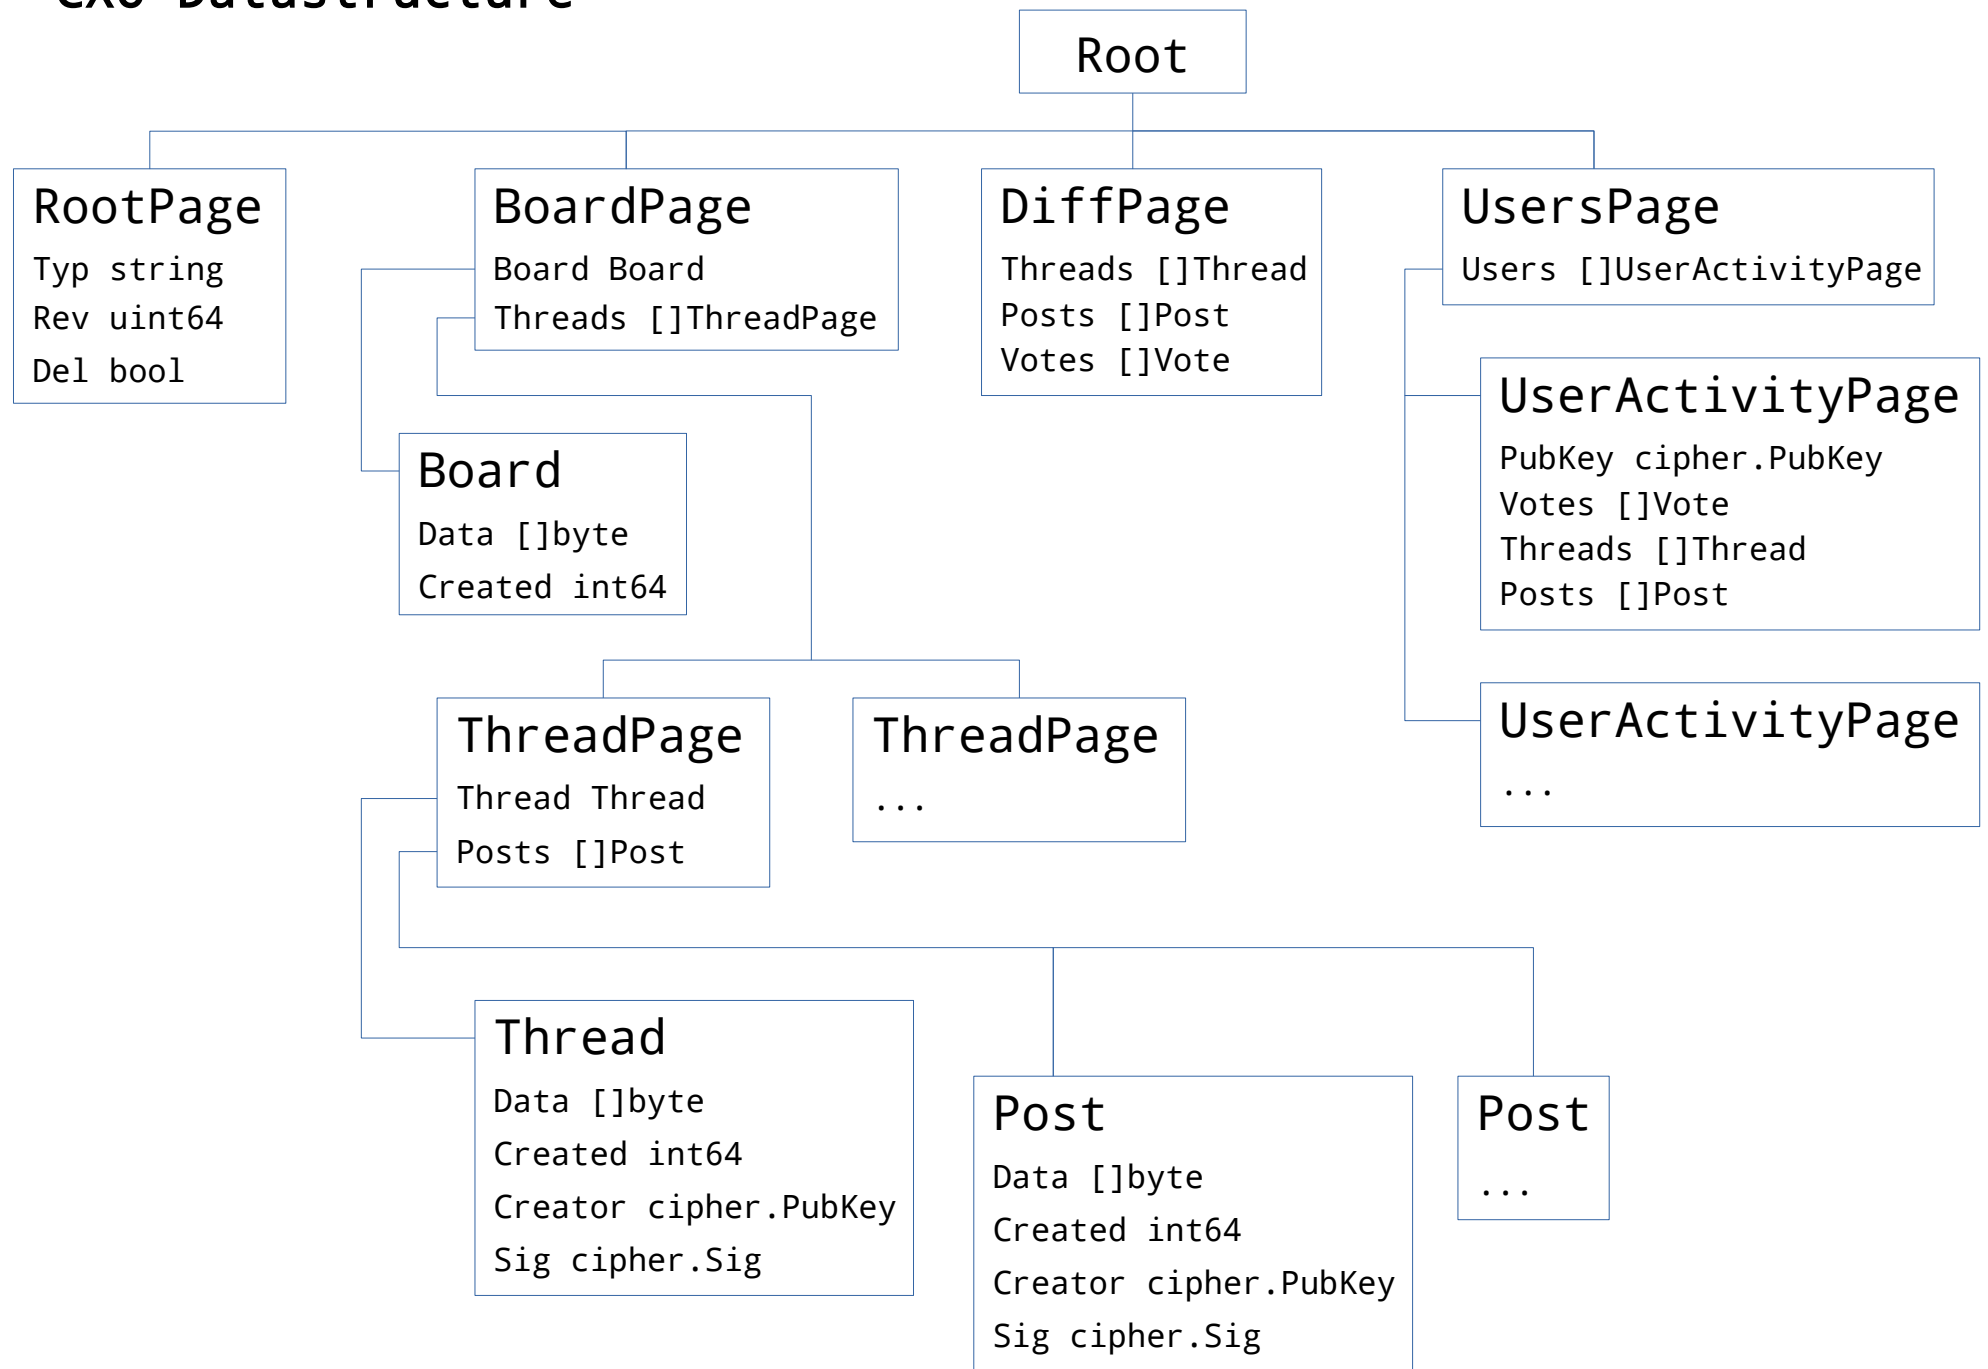 CXO Datastructure
Root
RootPage
Typ string
Rev uint64
Del bool
BoardPage
Board Board
Threads []ThreadPage
DiffPage
Threads []Thread
Posts []Post
Votes []Vote
UsersPage
Users []UserActivityPage
UserActivityPage
PubKey cipher.PubKey
Votes []Vote
Threads []Thread
Posts []Post
Board
Data []byte
Created int64
UserActivityPage
...
ThreadPage
Thread Thread
Posts []Post
ThreadPage
...
Thread
Data []byte
Created int64
Creator cipher.PubKey
Sig cipher.Sig
Post
Data []byte
Created int64
Creator cipher.PubKey
Sig cipher.Sig
Post
...